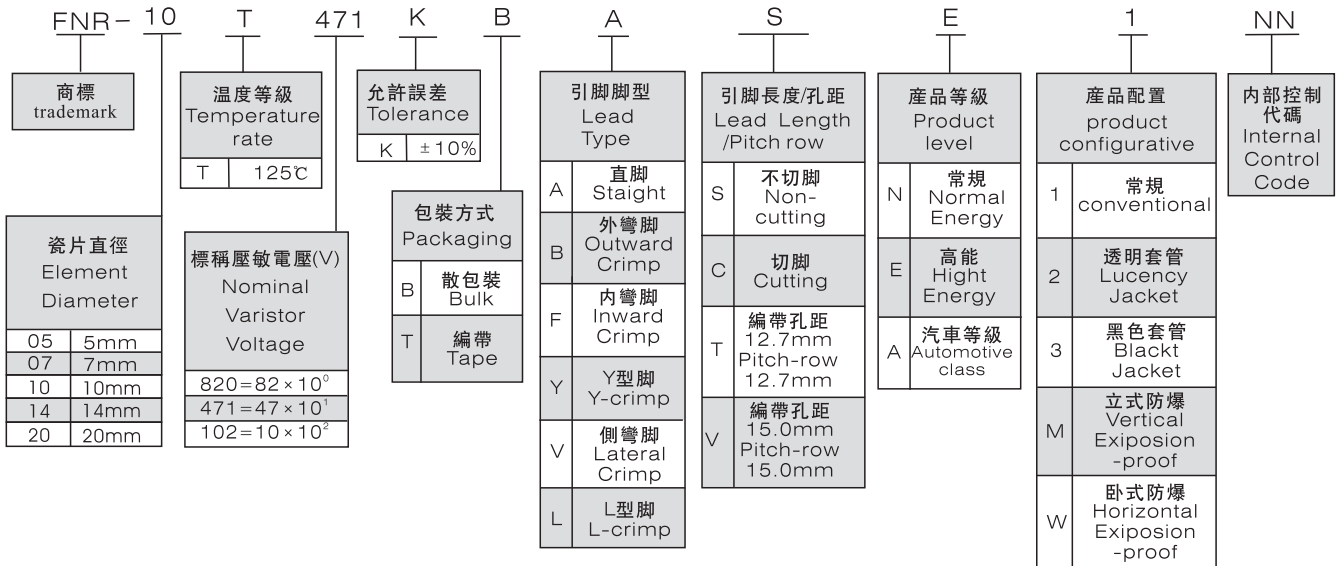 FNR-10 T 471 K B A S E 1 NN
商標
trademark
瓷片直徑
Element
Diameter
05 5mm
07 7mm
10 10mm
14 14mm
20 20mm
温度等級
Temperature
rate
T 125℃
標稱壓敏電壓(V)
Nominal
Varistor
Voltage
820=82×10⁰
471=47×10¹
102=10×10²
允許誤差
Tolerance
K ±10%
包裝方式
Packaging
B 散包裝
Bulk
T 編帶
Tape
引脚脚型
Lead
Type
A 直脚
Staight
B 外彎脚
Outward
Crimp
F 内彎脚
Inward
Crimp
Y Y型脚
Y-crimp
V 側彎脚
Lateral
Crimp
L L型脚
L-crimp
引脚長度/孔距
Lead Length
/Pitch row
S 不切脚
Non-
cutting
C 切脚
Cutting
T 編帶孔距
12.7mm
Pitch-row
12.7mm
V 編帶孔距
15.0mm
Pitch-row
15.0mm
産品等級
Product
level
N 常規
Normal
Energy
E 高能
Hight
Energy
A 汽車等級
Automotive
class
産品配置
product
configurative
1 常規
conventional
2 透明套管
Lucency
Jacket
3 黑色套管
Blackt
Jacket
M 立式防爆
Vertical
Exiposion
-proof
W 卧式防爆
Horizontal
Exiposion
-proof
内部控制
代碼
Internal
Control
Code